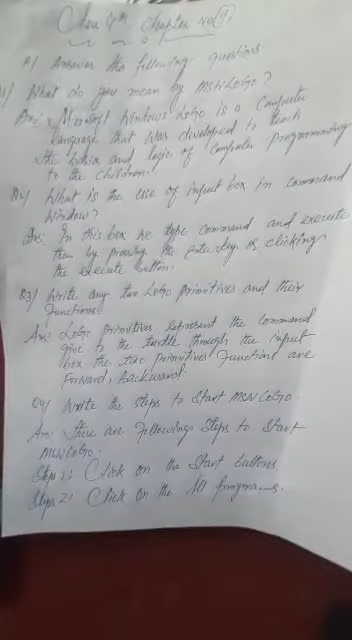 Class 4th Chapter No (9)
A/ Answer the following questions
Q1/ What do you mean by MSW LOGO?
Ans: Microsoft Windows Logo is a Computer
language that was developed to teach
the and logic of computer programming
to the children.
Q2/ What is the use of input box in command
window?
Ans: In this box we type command and execute
them by pressing the enter key or clicking
the execute button.
Q3/ Write any two Logo primitives and their
Functions
Ans: Logo primitives represent the command
give to the turtle through the input
box the two primitives Functions are
Forward, backward.
Q4/ Write the steps to Start MSW LOGO.
An: there are Following Steps to Start
MSW LOGO.
Steps 1: Click on the Start buttons
Steps 2: Click on the All programs.